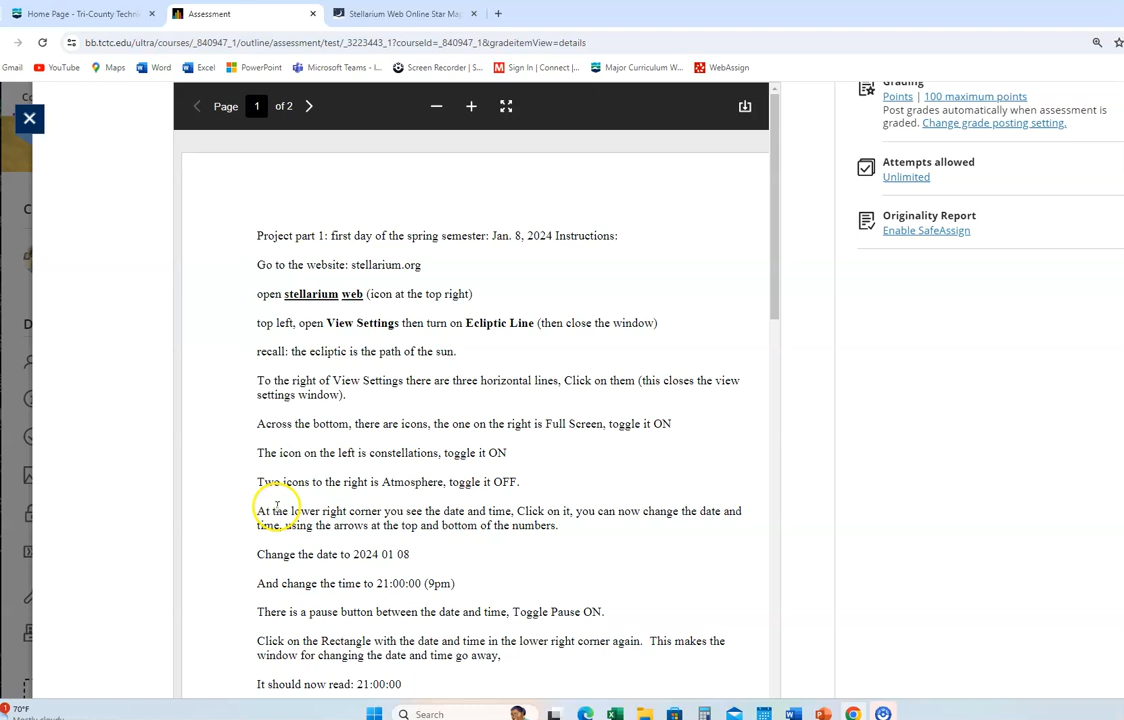 Home Page - Tri-County Techni
Assessment
Stellarium Web Online Star Ma
bb.tctc.edu/ultra/courses/_840947_1/outline/assessment/test/_3223443_1?courseId=_840947_1&gradeitemView=details
Gmail
YouTube
Maps
Word
Excel
PowerPoint
Microsoft Teams - I...
Screen Recorder | S...
Sign In | Connect |...
Major Curriculum W...
WebAssign
Page 1 of 2
Grading
Points | 100 maximum points
Post grades automatically when assessment is
graded. Change grade posting setting.
Attempts allowed
Unlimited
Originality Report
Enable SafeAssign
Project part 1: first day of the spring semester: Jan. 8, 2024 Instructions:
Go to the website: stellarium.org
open stellarium web (icon at the top right)
top left, open View Settings then turn on Ecliptic Line (then close the window)
recall: the ecliptic is the path of the sun.
To the right of View Settings there are three horizontal lines, Click on them (this closes the view
settings window).
Across the bottom, there are icons, the one on the right is Full Screen, toggle it ON
The icon on the left is constellations, toggle it ON
Two icons to the right is Atmosphere, toggle it OFF.
At the lower right corner you see the date and time, Click on it, you can now change the date and
time, using the arrows at the top and bottom of the numbers.
Change the date to 2024 01 08
And change the time to 21:00:00 (9pm)
There is a pause button between the date and time, Toggle Pause ON.
Click on the Rectangle with the date and time in the lower right corner again.  This makes the
window for changing the date and time go away,
It should now read: 21:00:00
1
70°F
Mostly cloudy
Search